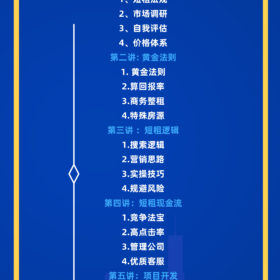 2、市场调研
3、自我评估
4、价格体系
第二讲：黄金法则
1. 黄金法则
2.算回报率
3.商务整租
4.特殊房源
第三讲：短租逻辑
1.搜索逻辑
2.营销思路
3.实操技巧
4.规避风险
第四讲：短租现金流
1.竞争法宝
2.高点击率
3.管理公司
4.优质客服
第五讲：项目开发